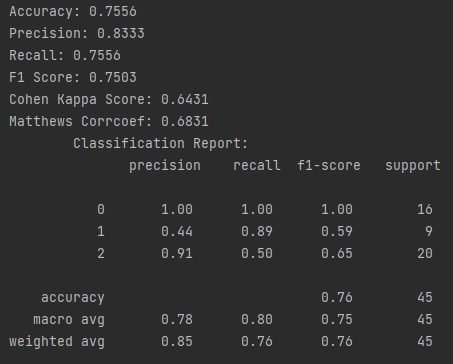 Accuracy: 0.7556
Precision: 0.8333
Recall: 0.7556
F1 Score: 0.7503
Cohen Kappa Score: 0.6431
Matthews Corrcoef: 0.6831
Classification Report:
precision recall f1-score support
0 1.00 1.00 1.00 16
1 0.44 0.89 0.59 9
2 0.91 0.50 0.65 20
accuracy 0.76 45
macro avg 0.78 0.80 0.75 45
weighted avg 0.85 0.76 0.76 45